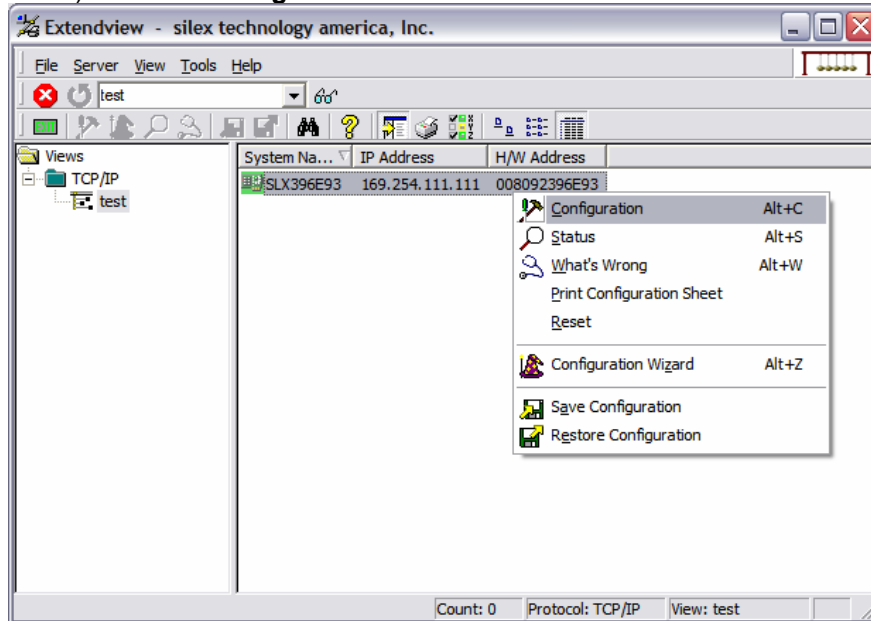 Extendview - silex technology america, Inc.
File Server View Tools Help
test
Views
TCP/IP
test
System Na... IP Address H/W Address
SLX396E93 169.254.111.111 008092396E93
Configuration Alt+C
Status Alt+S
What's Wrong Alt+W
Print Configuration Sheet
Reset
Configuration Wizard Alt+Z
Save Configuration
Restore Configuration
Count: 0 Protocol: TCP/IP View: test